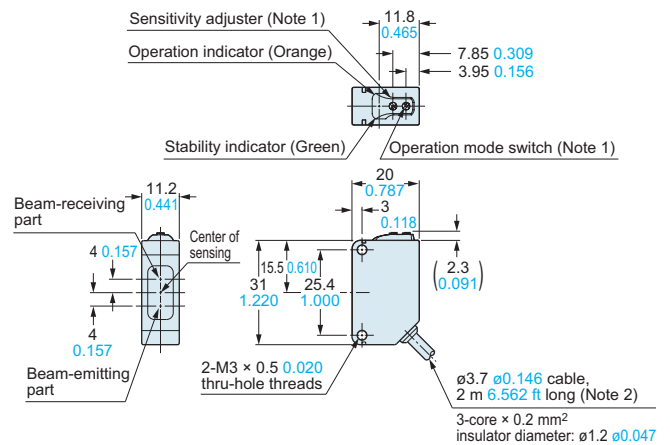 Sensitivity adjuster (Note 1)
11.8
0.465
Operation indicator (Orange)
7.85 0.309
3.95 0.156
Stability indicator (Green)
Operation mode switch (Note 1)
11.2
0.441
20
0.787
Beam-receiving
part
3
0.118
4 0.157
Center of
sensing
15.5 0.610
31
1.220
25.4
1.000
(2.3
0.091)
4
0.157
Beam-emitting
part
2-M3 × 0.5 0.020
thru-hole threads
ø3.7 ø0.146 cable,
2 m 6.562 ft long (Note 2)
3-core × 0.2 mm²
insulator diameter: ø1.2 ø0.047